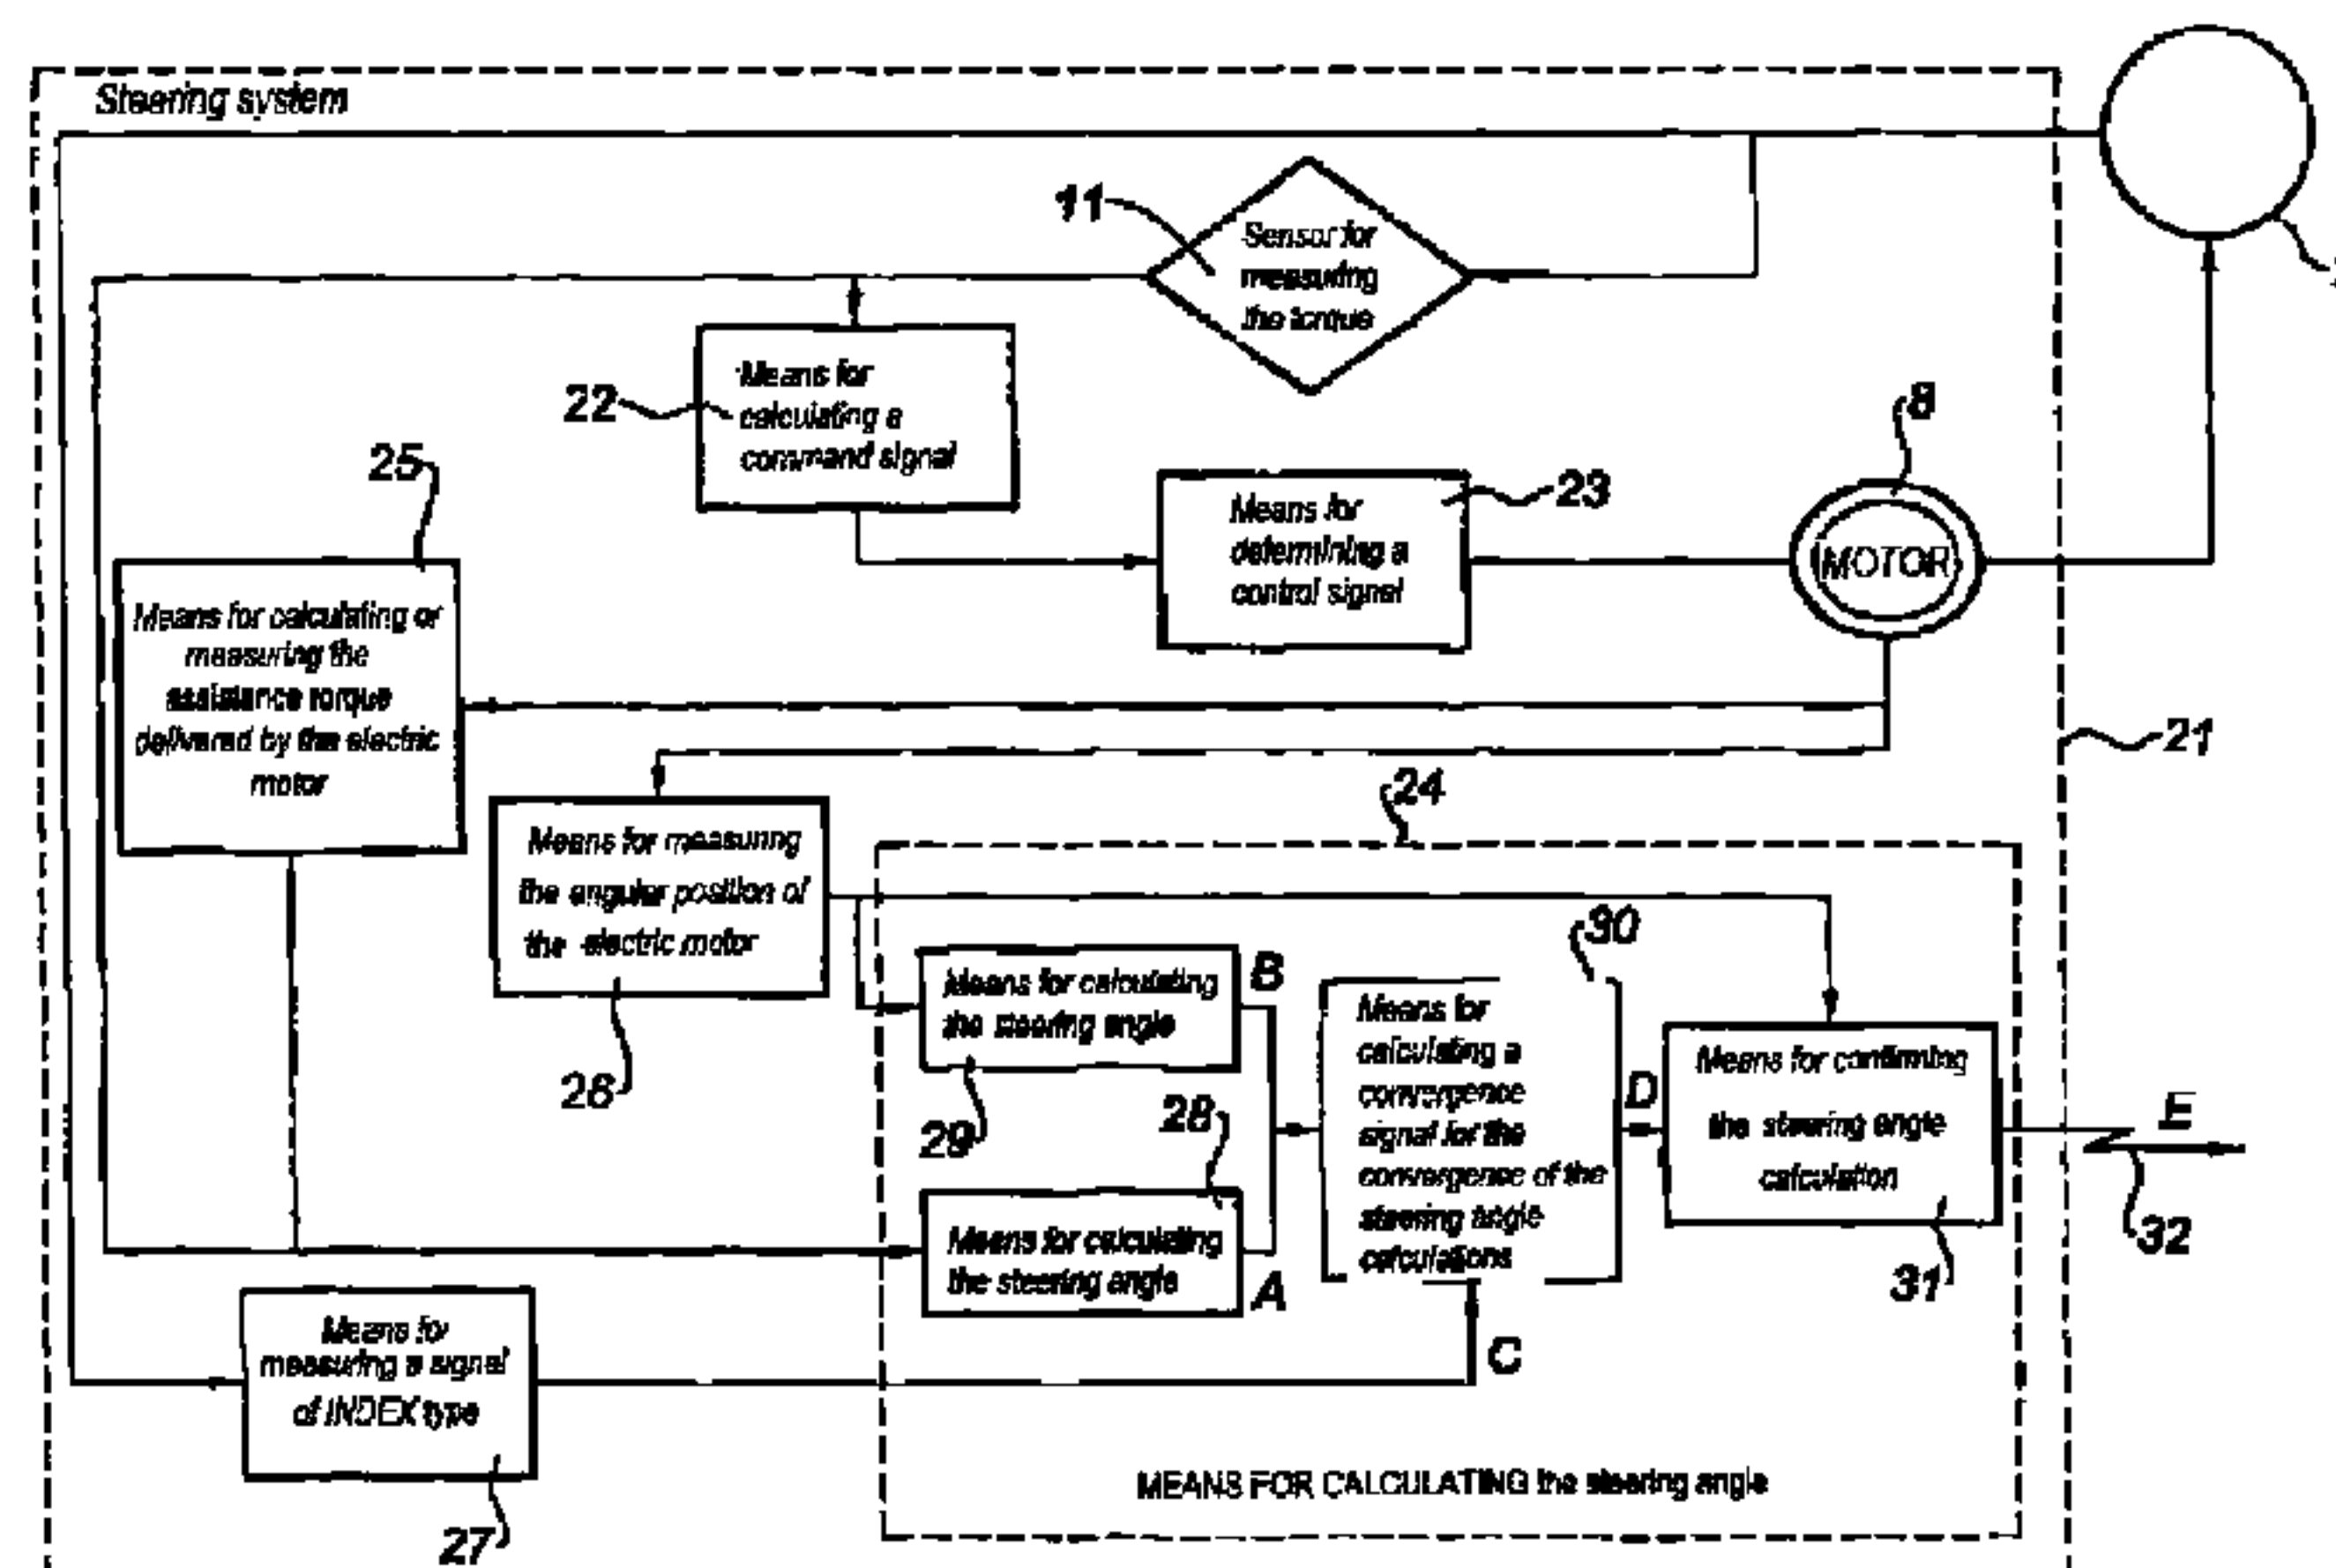 Steering system
11
Sensor for
measuring
the torque
22
Means for
calculating a
command signal
8
25
23
Means for
determining a
control signal
MOTOR
Means for calculating or
measuring the
assistance torque
delivered by the electric
motor
21
24
Means for measuring
the angular position of
the electric motor
26
30
Means for calculating
the steering angle
B
29
28
Means for
calculating a
convergence
signal for the
convergence of the
steering angle
calculations
D
Means for confirming
the steering angle
calculation
31
E
32
Means for calculating
the steering angle
A
C
Means for
measuring a signal
of INDEX type
27
MEANS FOR CALCULATING the steering angle